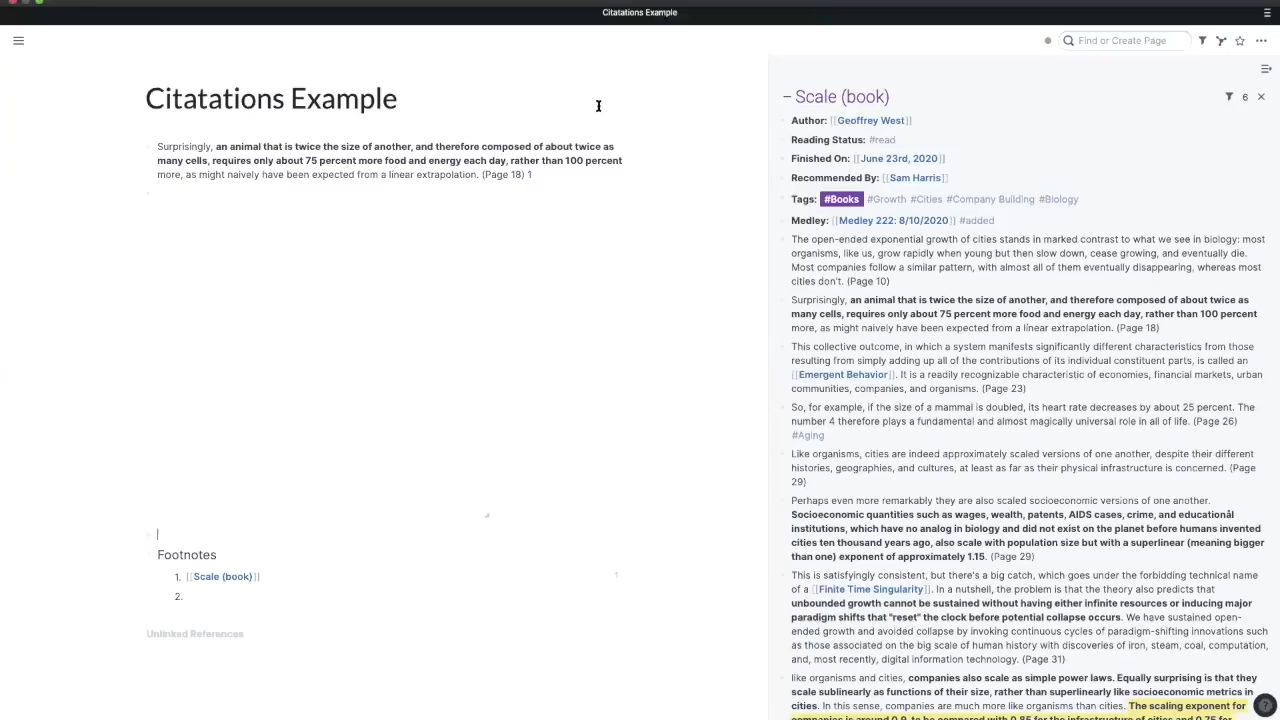 Citatations Example
Find or Create Page
Citatations Example
Surprisingly, an animal that is twice the size of another, and therefore composed of about twice as
many cells, requires only about 75 percent more food and energy each day, rather than 100 percent
more, as might naively have been expected from a linear extrapolation. (Page 18) 1
Footnotes
1. [[Scale (book)]]
1
2.
Unlinked References
– Scale (book)
6
Author: [[Geoffrey West]]
Reading Status: #read
Finished On: [[June 23rd, 2020]]
Recommended By: [[Sam Harris]]
Tags: #Books #Growth #Cities #Company Building #Biology
Medley: [[Medley 222: 8/10/2020]] #added
The open-ended exponential growth of cities stands in marked contrast to what we see in biology: most
organisms, like us, grow rapidly when young but then slow down, cease growing, and eventually die.
Most companies follow a similar pattern, with almost all of them eventually disappearing, whereas most
cities don't. (Page 10)
Surprisingly, an animal that is twice the size of another, and therefore composed of about twice as
many cells, requires only about 75 percent more food and energy each day, rather than 100 percent
more, as might naively have been expected from a linear extrapolation. (Page 18)
This collective outcome, in which a system manifests significantly different characteristics from those
resulting from simply adding up all of the contributions of its individual constituent parts, is called an
[[Emergent Behavior]]. It is a readily recognizable characteristic of economies, financial markets, urban
communities, companies, and organisms. (Page 23)
So, for example, if the size of a mammal is doubled, its heart rate decreases by about 25 percent. The
number 4 therefore plays a fundamental and almost magically universal role in all of life. (Page 26)
#Aging
Like organisms, cities are indeed approximately scaled versions of one another, despite their different
histories, geographies, and cultures, at least as far as their physical infrastructure is concerned. (Page
29)
Perhaps even more remarkably they are also scaled socioeconomic versions of one another.
Socioeconomic quantities such as wages, wealth, patents, AIDS cases, crime, and educational
institutions, which have no analog in biology and did not exist on the planet before humans invented
cities ten thousand years ago, also scale with population size but with a superlinear (meaning bigger
than one) exponent of approximately 1.15. (Page 29)
This is satisfyingly consistent, but there's a big catch, which goes under the forbidding technical name
of a [[Finite Time Singularity]]. In a nutshell, the problem is that the theory also predicts that
unbounded growth cannot be sustained without having either infinite resources or inducing major
paradigm shifts that "reset" the clock before potential collapse occurs. We have sustained open-
ended growth and avoided collapse by invoking continuous cycles of paradigm-shifting innovations such
as those associated on the big scale of human history with discoveries of iron, steam, coal, computation,
and, most recently, digital information technology. (Page 31)
like organisms and cities, companies also scale as simple power laws. Equally surprising is that they
scale sublinearly as functions of their size, rather than superlinearly like socioeconomic metrics in
cities. In this sense, companies are much more like organisms than cities. The scaling exponent for
companies is around 0.9, to be compared with 0.85 for the infrastructure of cities and 0.75 for